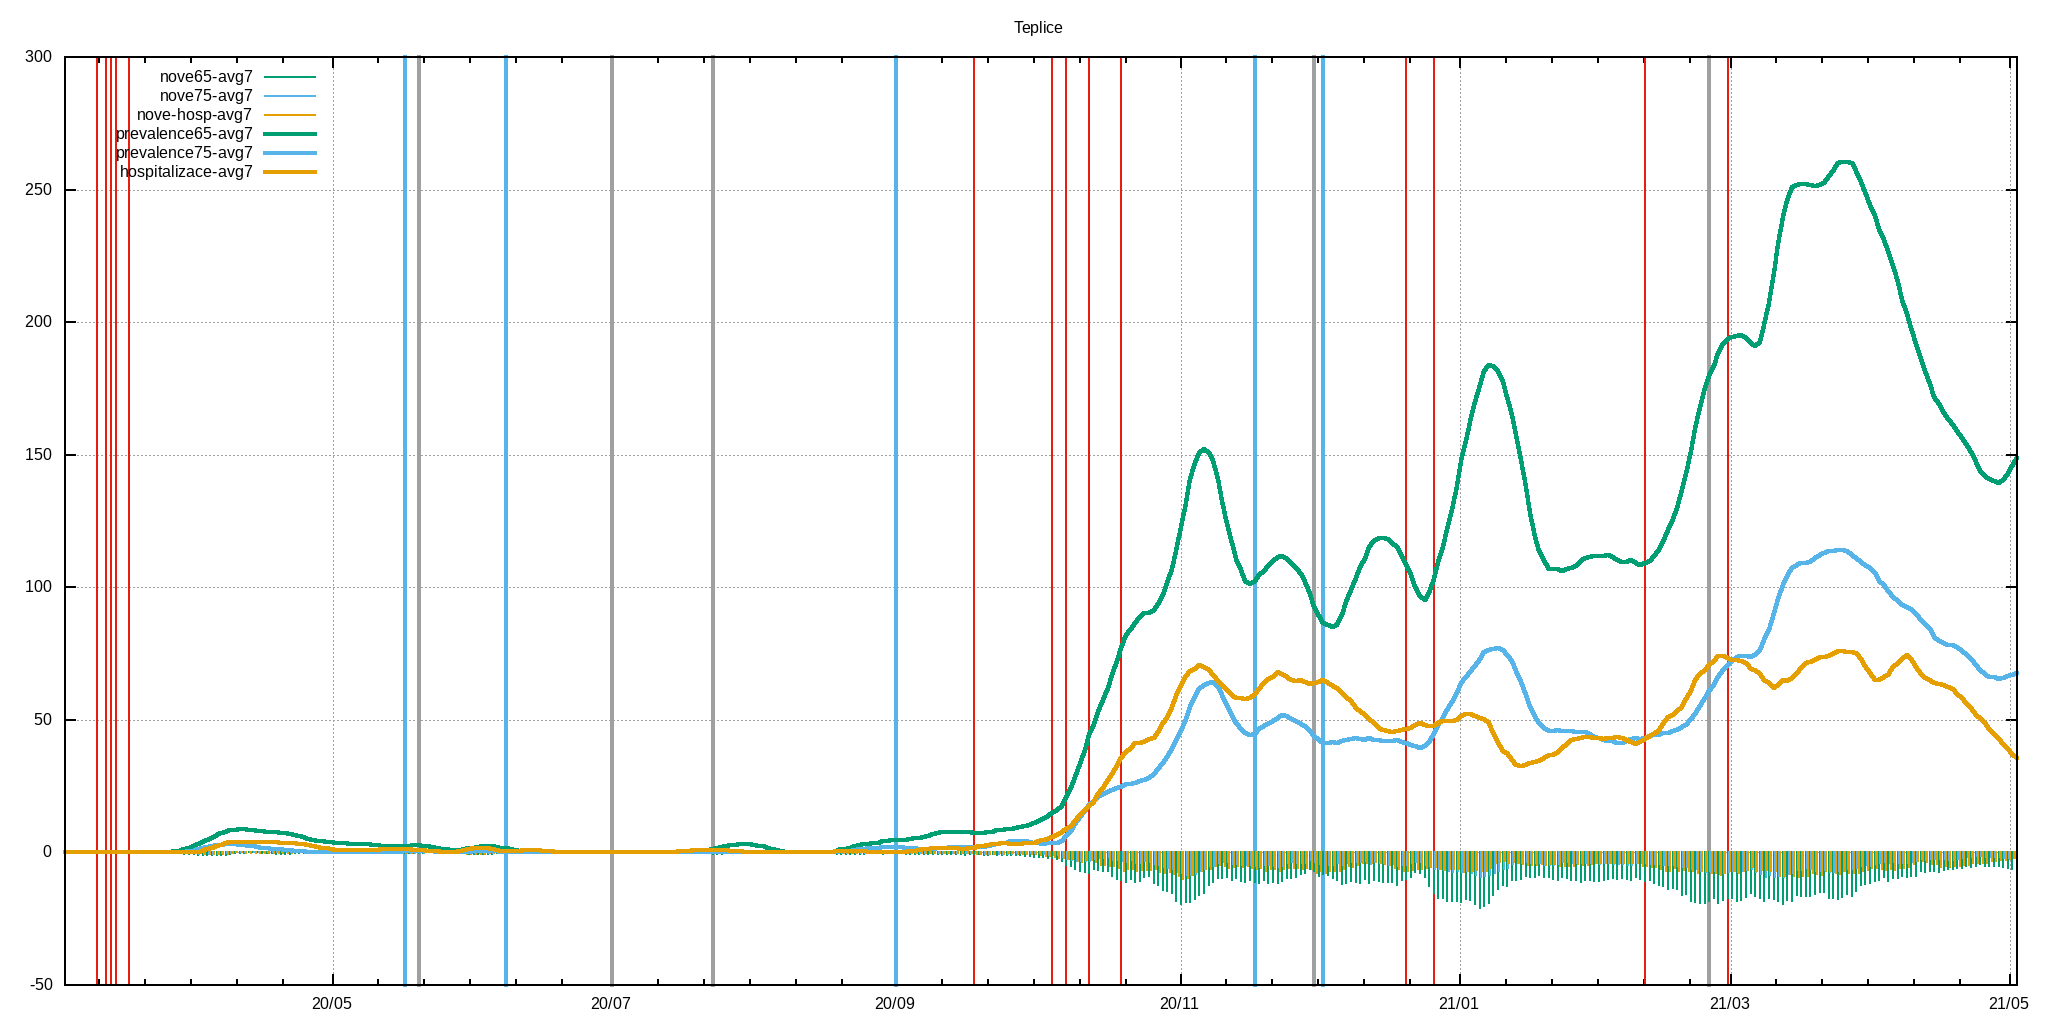 Teplice
300
250
200
150
100
50
0
-50
nove65-avg7
nove75-avg7
nove-hosp-avg7
prevalence65-avg7
prevalence75-avg7
hospitalizace-avg7
20/05 20/07 20/09 20/11 21/01 21/03 21/05